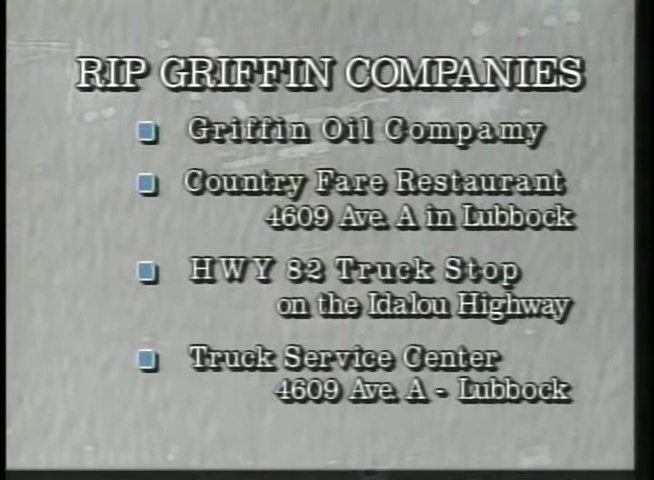 RIP GRIFFIN COMPANIES
Griffin Oil Compamy
Country Fare Restaurant
4609 Ave. A in Lubbock
HWY 82 Truck Stop
on the Idalou Highway
Truck Service Center
4609 Ave. A - Lubbock